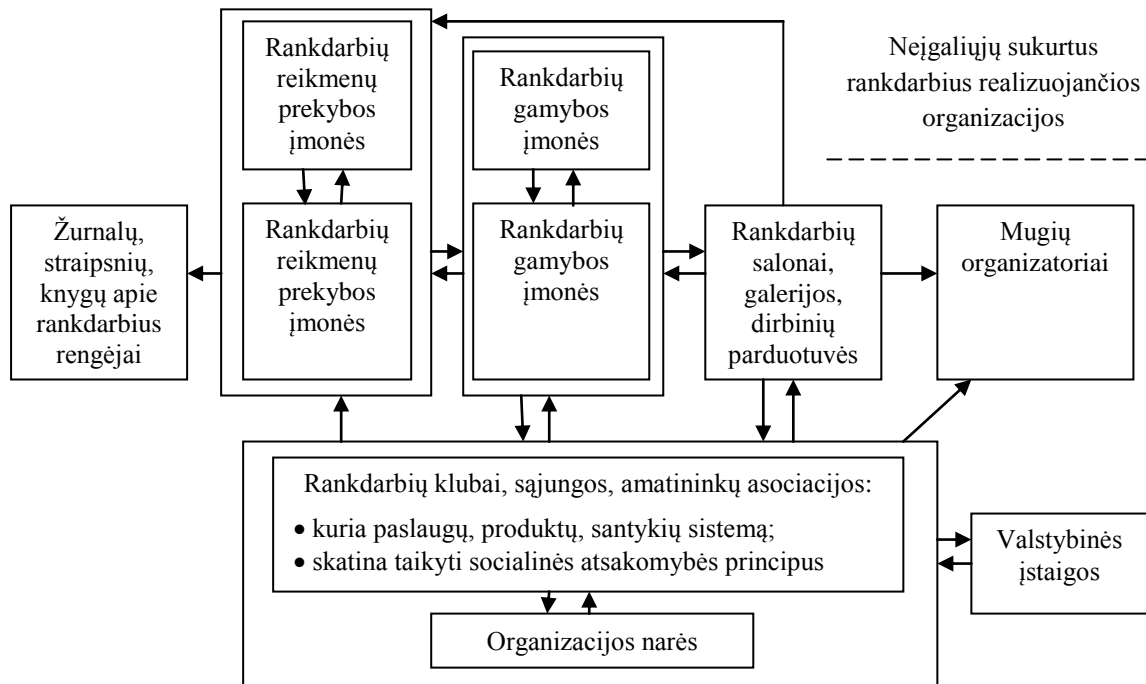 Rankdarbių
reikmenų
prekybos
įmonės
Rankdarbių
gamybos
įmonės
Neįgaliųjų sukurtus
rankdarbius realizuojančios
organizacijos
Žurnalų,
straipsnių,
knygų apie
rankdarbius
rengėjai
Rankdarbių
reikmenų
prekybos
įmonės
Rankdarbių
gamybos
įmonės
Rankdarbių
salonai,
galerijos,
dirbinių
parduotuvės
Mugių
organizatoriai
Rankdarbių klubai, sąjungos, amatininkų asociacijos:
• kuria paslaugų, produktų, santykių sistemą;
• skatina taikyti socialinės atsakomybės principus
Valstybinės
įstaigos
Organizacijos narės